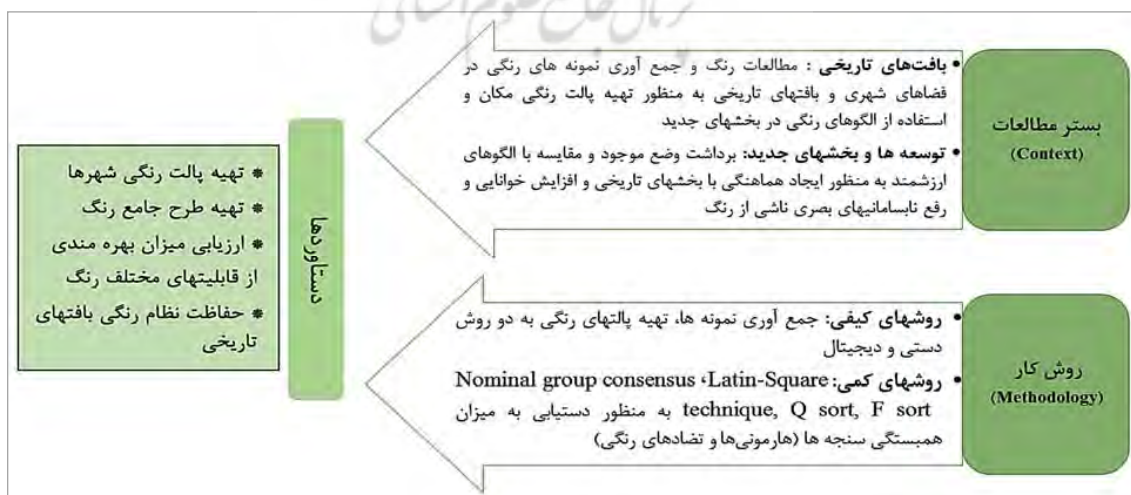 پرتال جامع علوم انسانی
بستر مطالعات
(Context)
• بافت‌های تاریخی : مطالعات رنگ و جمع آوری نمونه های رنگی در
فضاهای شهری و بافتهای تاریخی به منظور تهیه پالت رنگی مکان و
استفاده از الگوهای رنگی در بخشهای جدید
• توسعه ها و بخشهای جدید: برداشت وضع موجود و مقایسه با الگوهای
ارزشمند به منظور ایجاد هماهنگی با بخشهای تاریخی و افزایش خوانایی و
رفع نابسامانیهای بصری ناشی از رنگ
روش کار
(Methodology)
• روشهای کیفی: جمع آوری نمونه ها، تهیه پالتهای رنگی به دو روش
دستی و دیجیتال
• روشهای کمی: Nominal group consensus ،Latin-Square
technique, Q sort, F sort به منظور دستیابی به میزان
همبستگی سنجه ها (هارمونی‌ها و تضادهای رنگی)
دستاوردها
* تهیه پالت رنگی شهرها
* تهیه طرح جامع رنگ
* ارزیابی میزان بهره مندی
از قابلیتهای مختلف رنگ
* حفاظت نظام رنگی بافتهای
تاریخی